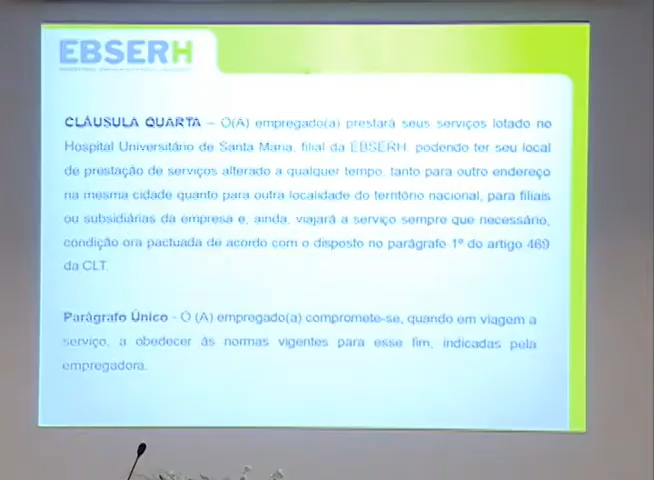 EBSERH
CLÁUSULA QUARTA – O(A) empregado(a) prestará seus serviços lotado no
Hospital Universitário de Santa Maria, filial da EBSERH, podendo ter seu local
de prestação de serviços alterado a qualquer tempo, tanto para outro endereço
na mesma cidade quanto para outra localidade do território nacional, para filiais
ou subsidiárias da empresa e, ainda, viajará a serviço sempre que necessário,
condição ora pactuada de acordo com o disposto no parágrafo 1º do artigo 469
da CLT.
Parágrafo Único - O (A) empregado(a) compromete-se, quando em viagem a
serviço, a obedecer às normas vigentes para esse fim, indicadas pela
empregadora.